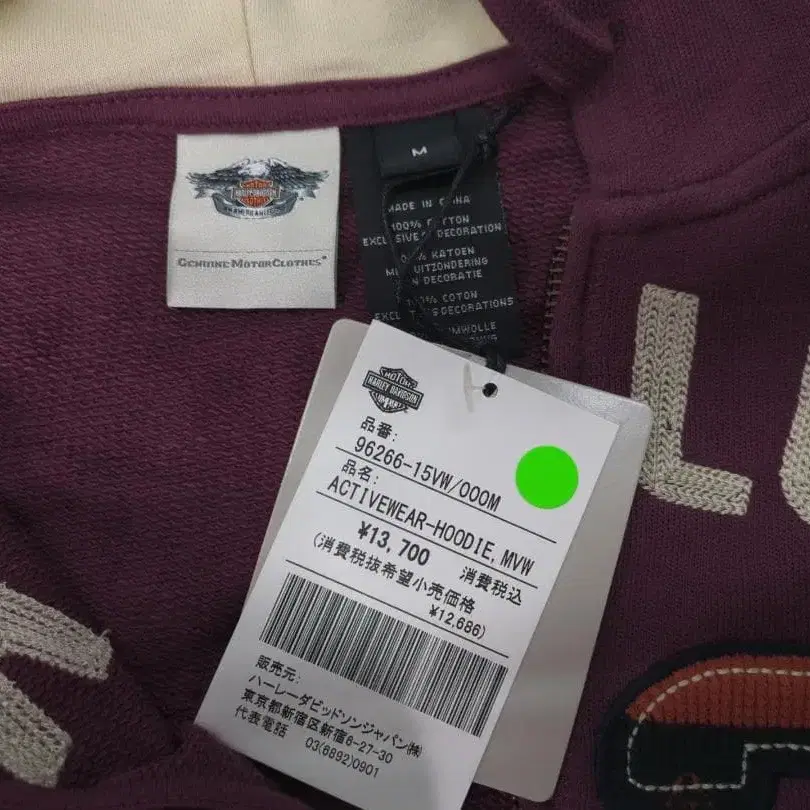 M
MADE IN CHINA
100% COTTON
EXCLUSIVE OF DECORATION
KATOEN
UITZONDERING
DECORATIE
100% COTON
DECORATIONS
GENUINE MOTORCLOTHES®
MOTOR
HARLEY-DAVIDSON
品番:
96266-15VW/000M
品名:
ACTIVEWEAR-HOODIE, MVW
¥13,700 消費税込
(消費税抜希望小売価格
¥12,686)
販売元:
ハーレーダビッドソンジャパン㈱
東京都新宿区新宿6-27-30
代表電話 03(6892)0901
L